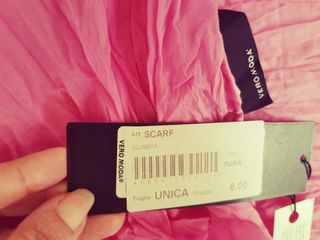 VERO MODA
VERO MODA®
Art. SCARF
SCIARPA
Colore
FUXIA
Taglia UNICA Prezzo 8.00